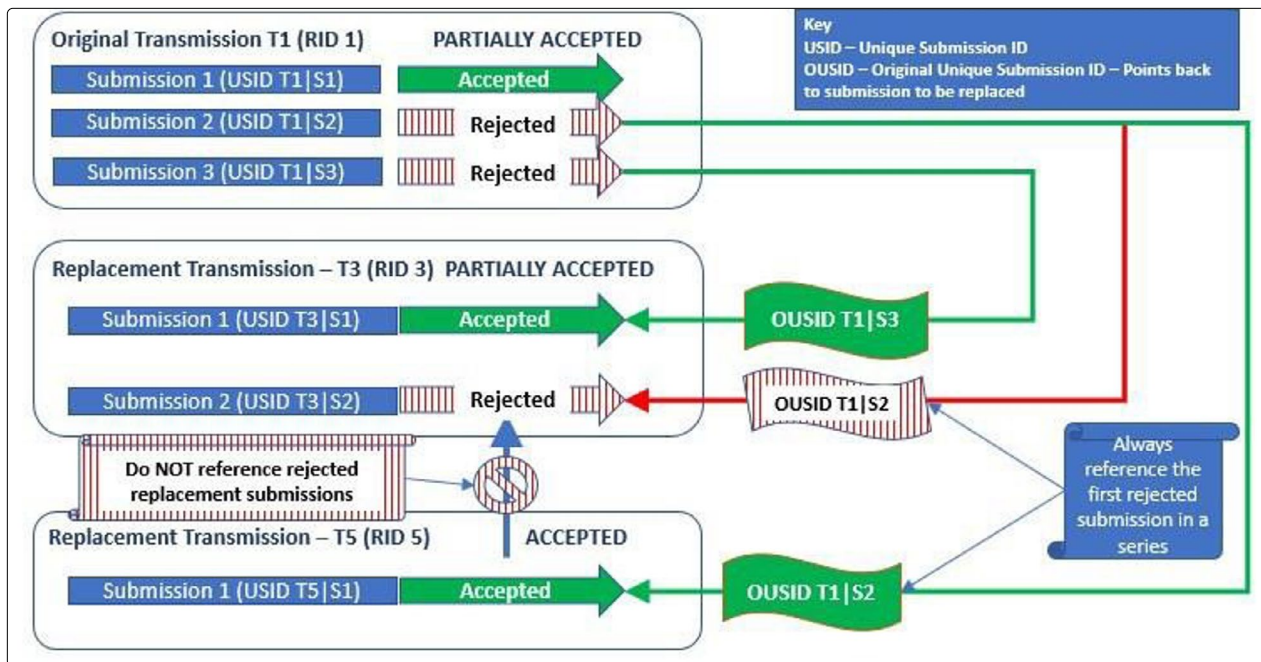 Original Transmission T1 (RID 1) PARTIALLY ACCEPTED
Key
USID – Unique Submission ID
OUSID – Original Unique Submission ID – Points back
to submission to be replaced
Submission 1 (USID T1|S1) Accepted
Submission 2 (USID T1|S2) Rejected
Submission 3 (USID T1|S3) Rejected
Replacement Transmission – T3 (RID 3) PARTIALLY ACCEPTED
Submission 1 (USID T3|S1) Accepted
OUSID T1|S3
Submission 2 (USID T3|S2) Rejected
OUSID T1|S2
Do NOT reference rejected
replacement submissions
Always
reference the
first rejected
submission in a
series
Replacement Transmission – T5 (RID 5) ACCEPTED
Submission 1 (USID T5|S1) Accepted
OUSID T1|S2